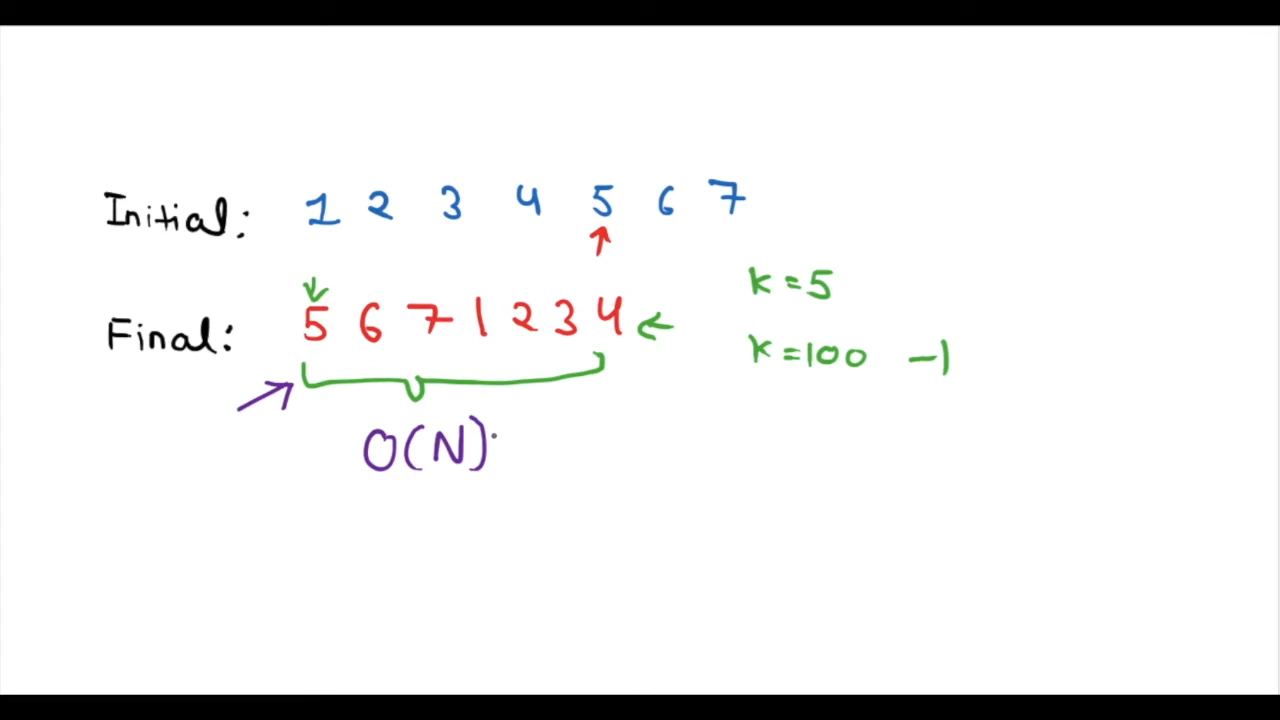 Initial: 1 2 3 4 5 6 7
Final: 5 6 7 1 2 3 4
k = 5
k = 100 -1
O(N)